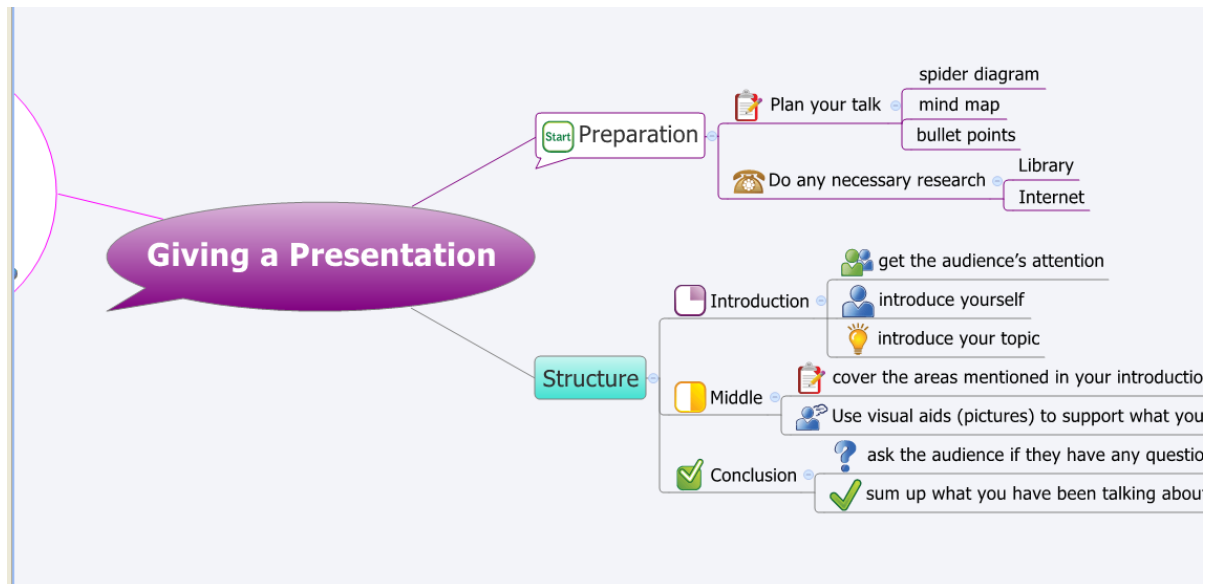 Giving a Presentation
Start Preparation
Plan your talk
spider diagram
mind map
bullet points
Do any necessary research
Library
Internet
Structure
Introduction
get the audience’s attention
introduce yourself
introduce your topic
Middle
cover the areas mentioned in your introductio
Use visual aids (pictures) to support what you
Conclusion
ask the audience if they have any questio
sum up what you have been talking abou